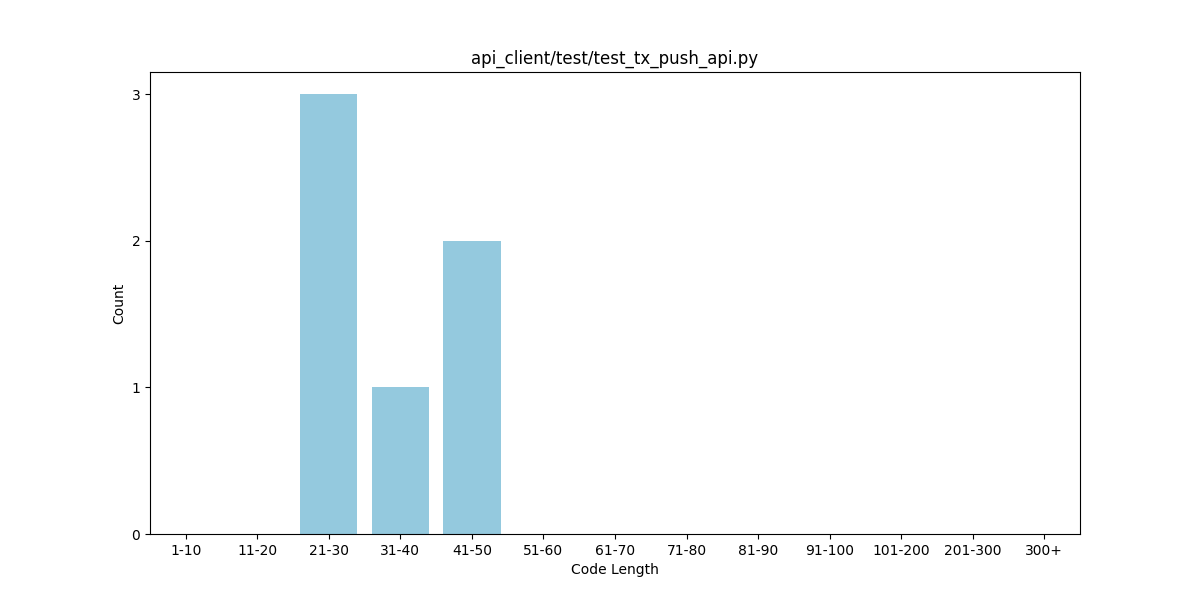 api_client/test/test_tx_push_api.py
3
2
1
0
Count
1-10 11-20 21-30 31-40 41-50 51-60 61-70 71-80 81-90 91-100 101-200 201-300 300+
Code Length